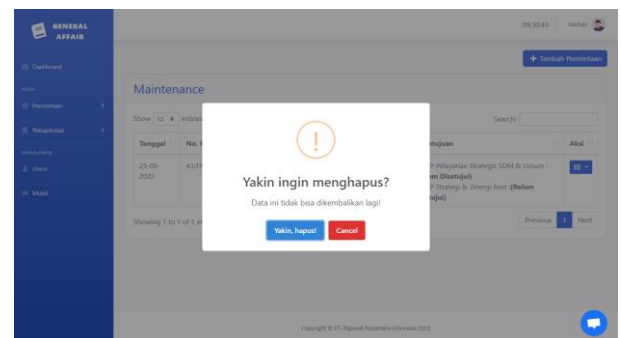 GENERAL
AFFAIR
09:30:49
Dashboard
Permintaan
Rekapitulasi
Users
Mobil
+ Tambah Permintaan
Maintenance
Show 10 entries
Search:
Tanggal
No.
Aksi
25-08-
2022
P Pelayanan Strategis SDM & Umum :
P Strategi & Sinergi Aset :(Belum
!
Yakin ingin menghapus?
Data ini tidak bisa dikembalikan lagi!
Yakin, hapus!
Cancel
Showing 1 to 1 of 1
Previous
1
Next
Copyright © PT. Rajawali Nusantara Indonesia 2022